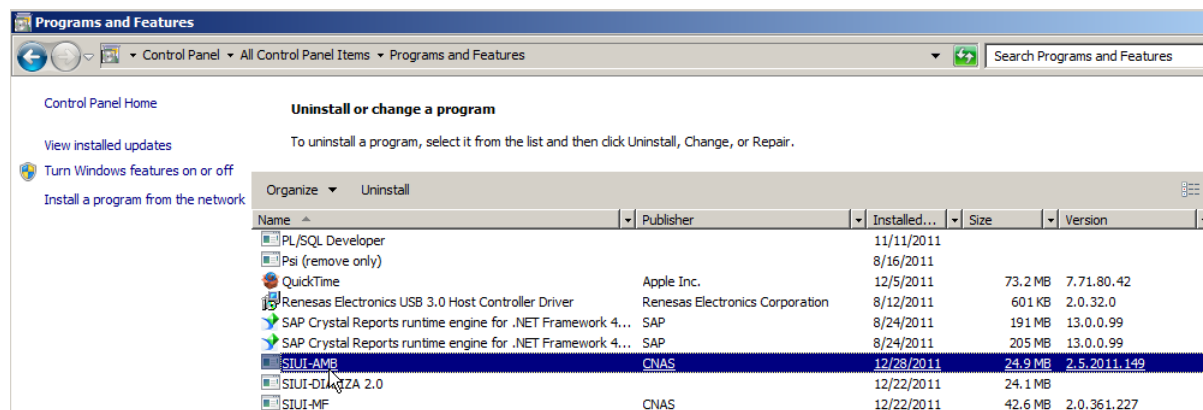 Programs and Features
Control Panel All Control Panel Items Programs and Features Search Programs and Features
Control Panel Home
View installed updates
Turn Windows features on or off
Install a program from the network
Uninstall or change a program
To uninstall a program, select it from the list and then click Uninstall, Change, or Repair.
Organize Uninstall
Name Publisher Installed... Size Version
PL/SQL Developer 11/11/2011
Psi (remove only) 8/16/2011
QuickTime Apple Inc. 12/5/2011 73.2 MB 7.71.80.42
Renesas Electronics USB 3.0 Host Controller Driver Renesas Electronics Corporation 8/12/2011 601 KB 2.0.32.0
SAP Crystal Reports runtime engine for .NET Framework 4... SAP 8/24/2011 191 MB 13.0.0.99
SAP Crystal Reports runtime engine for .NET Framework 4... SAP 8/24/2011 205 MB 13.0.0.99
SIUI-AMB CNAS 12/28/2011 24.9 MB 2.5.2011.149
2.0 12/22/2011 24.1 MB
SIUI-MF CNAS 12/22/2011 42.6 MB 2.0.361.227